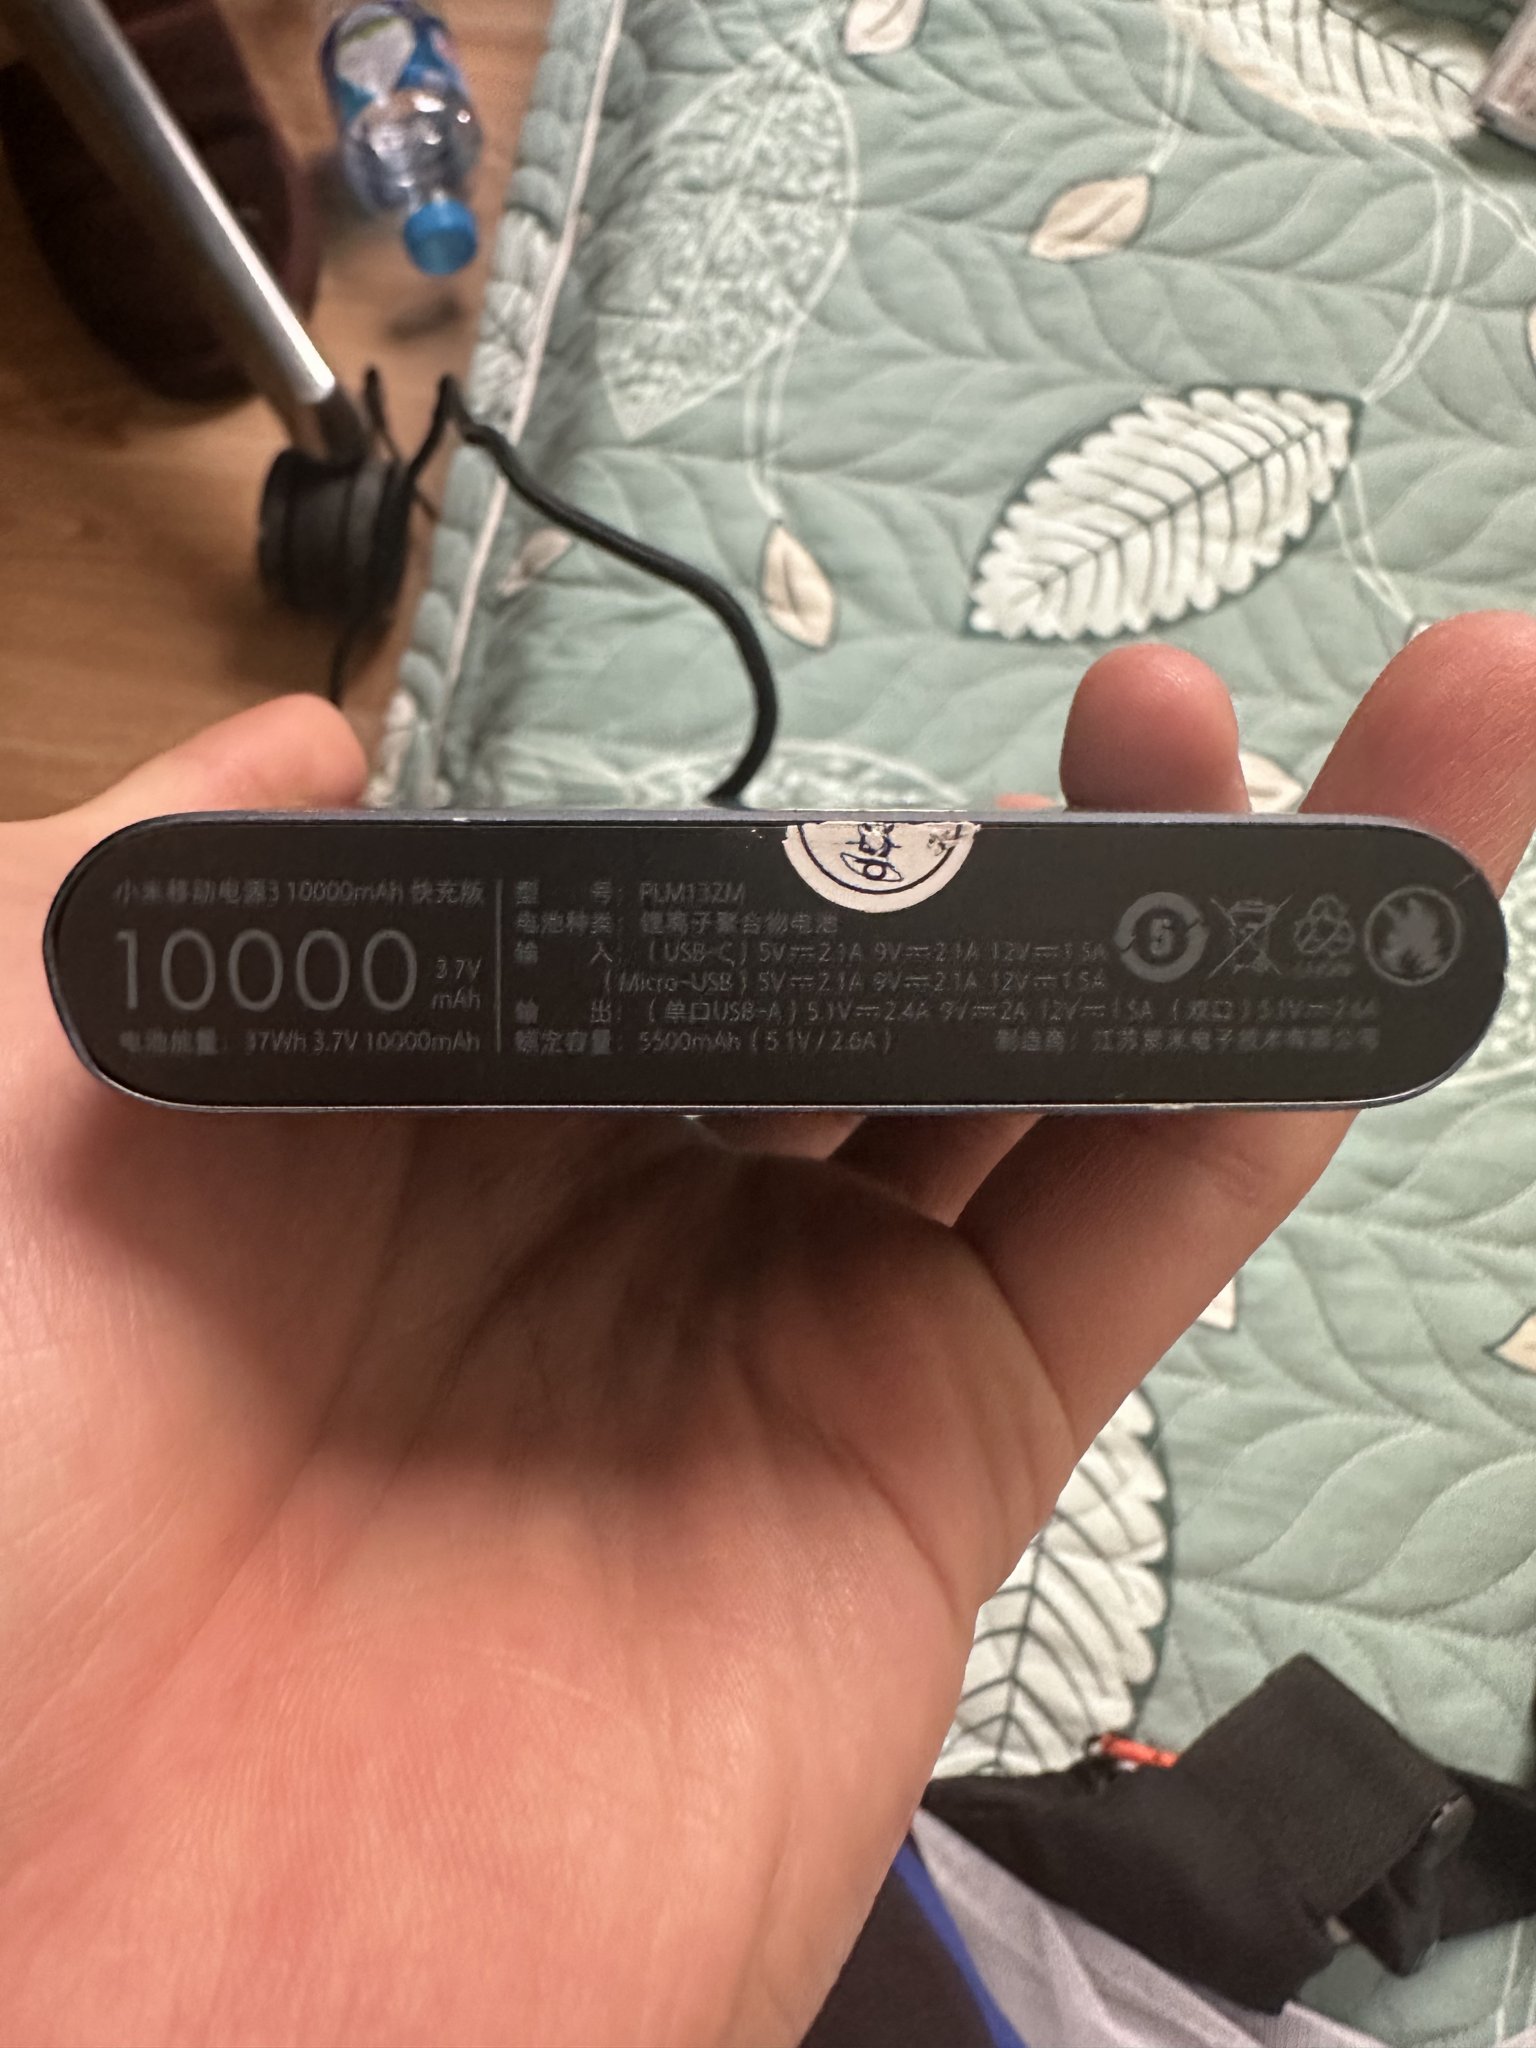 小米移动电源3 10000mAh 快充版
10000 3.7V mAh
电池能量：37Wh 3.7V 10000mAh
型 号：PLM13ZM
电池种类：锂离子聚合物电池
输 入：（USB-C）5V⎓2.1A 9V⎓2.1A 12V⎓1.5A
（Micro-USB）5V⎓2.1A 9V⎓2.1A 12V⎓1.5A
输 出：（单口USB-A）5.1V⎓2.4A 9V⎓2A 12V⎓1.5A （双口）5.1V⎓2.6A
额定容量：5500mAh（5.1V/2.6A）
制造商：江苏紫米电子技术有限公司
5